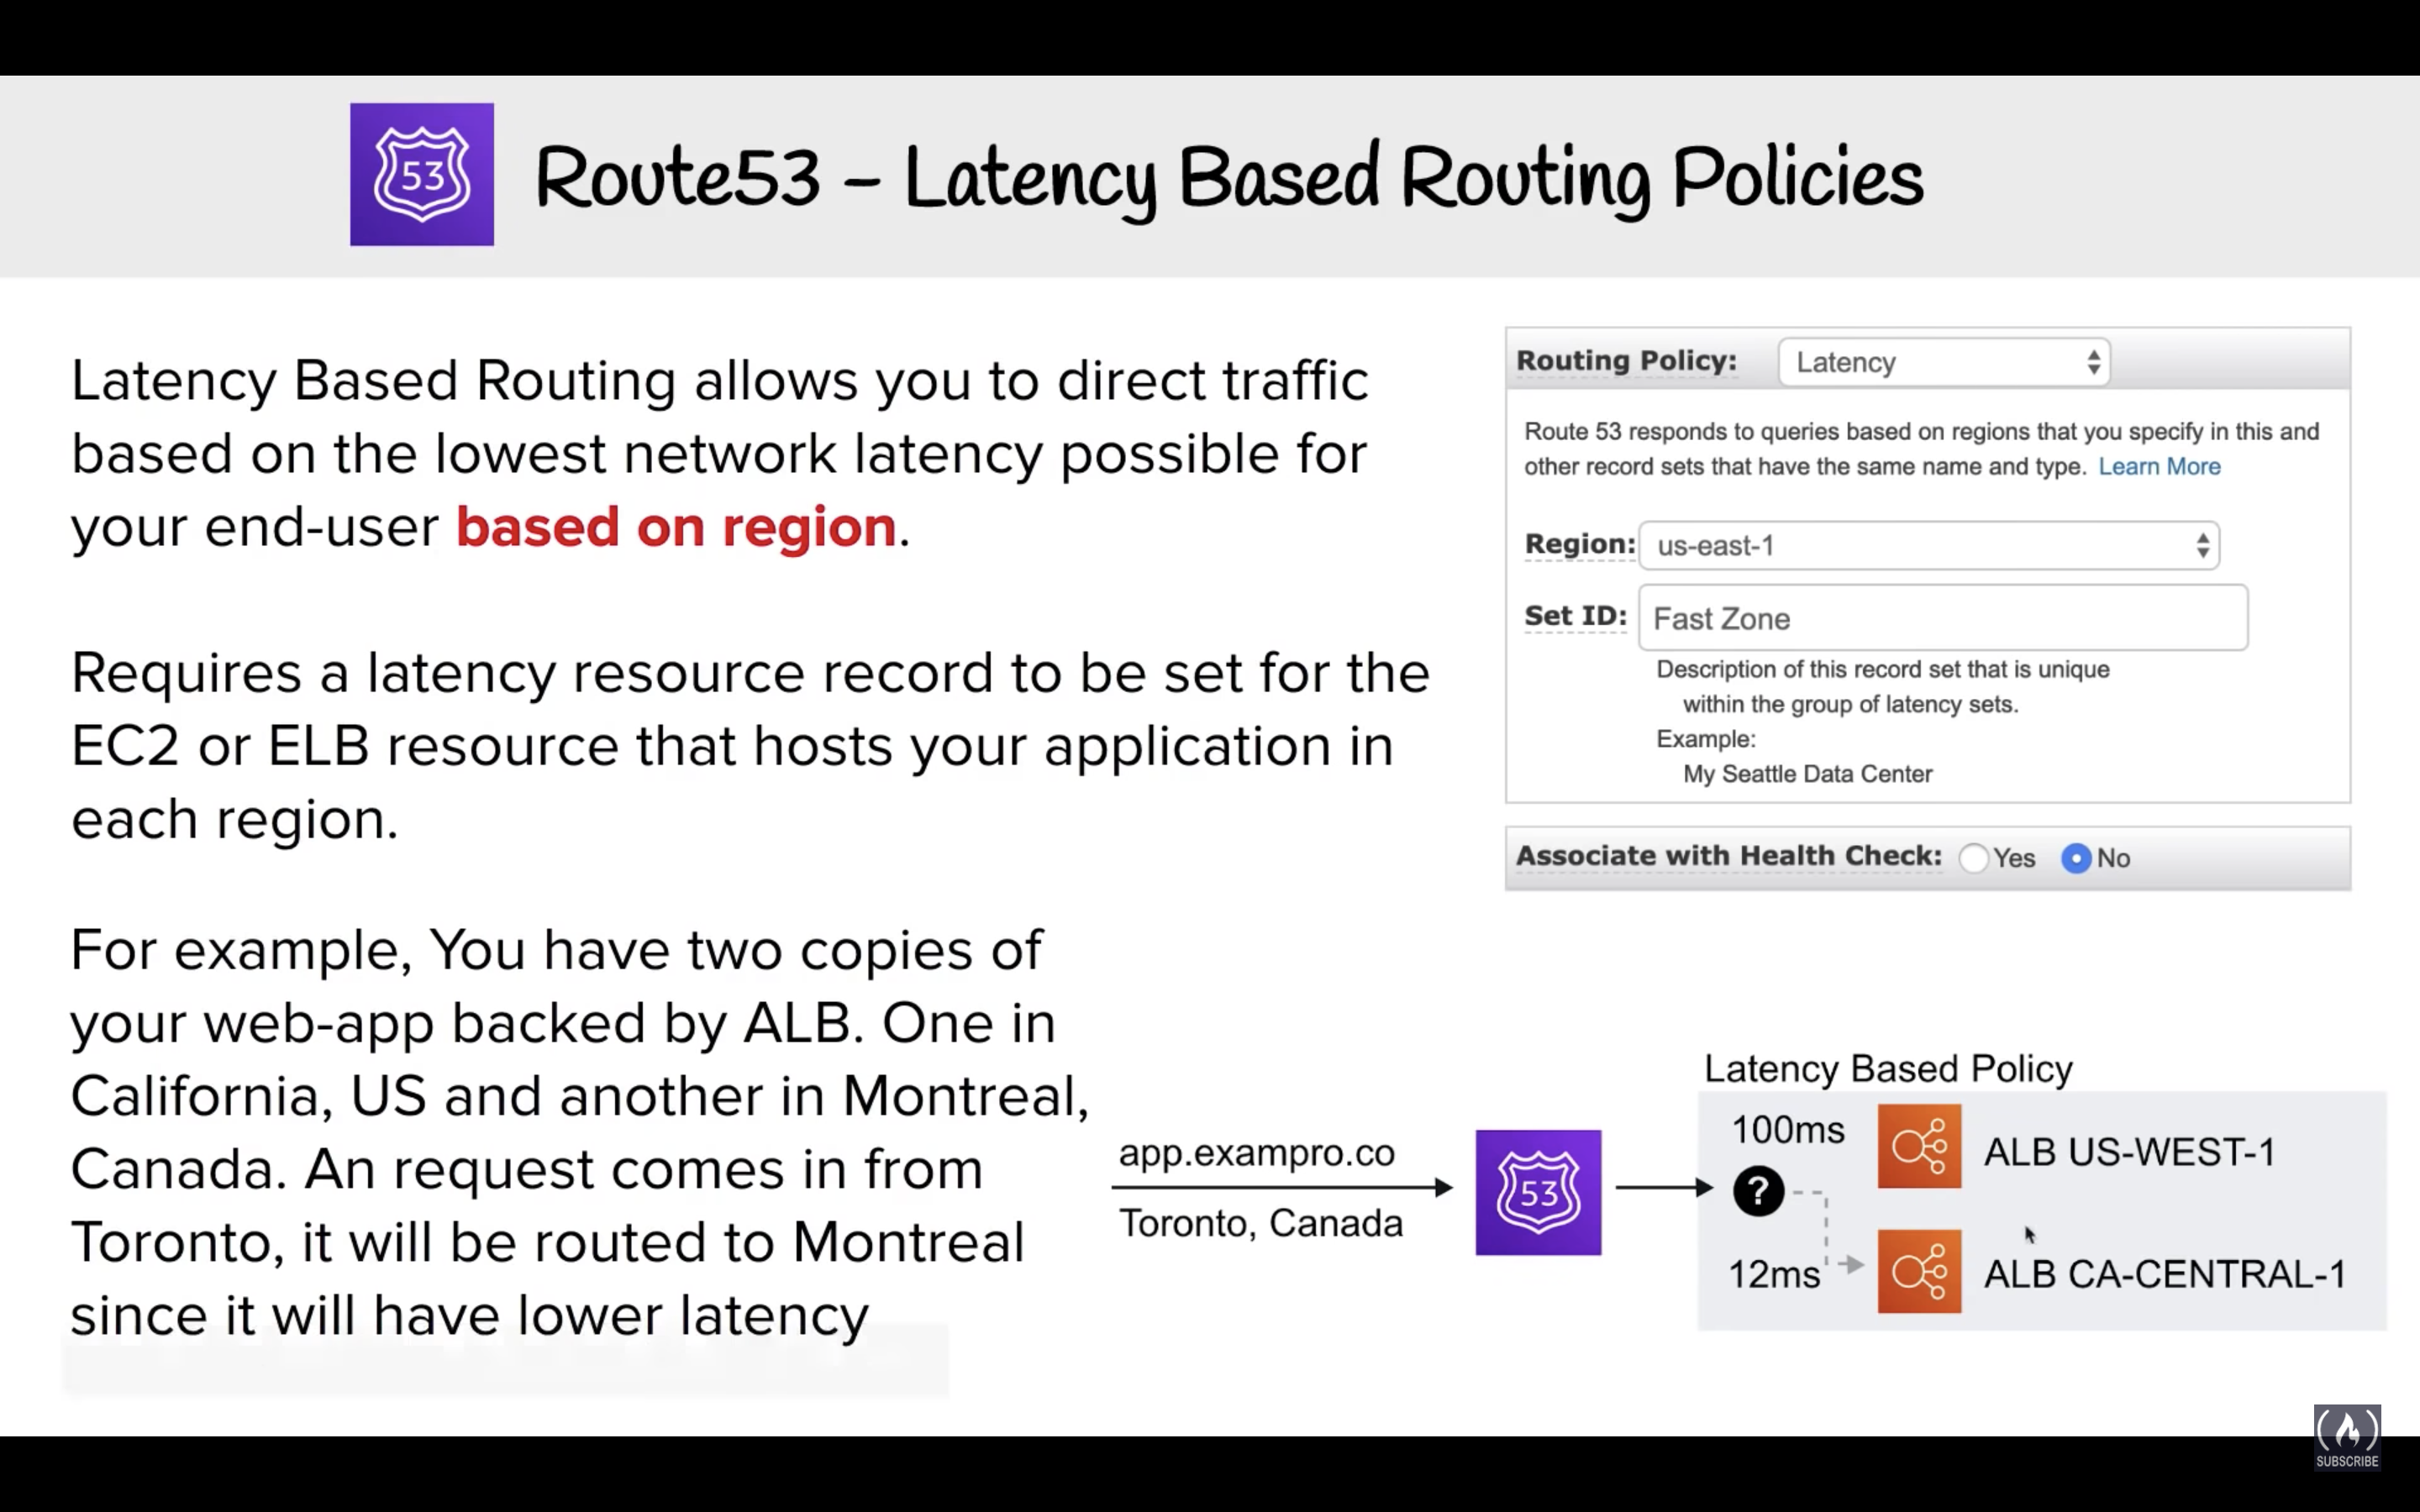 53
Route53 – Latency Based Routing Policies
Latency Based Routing allows you to direct traffic
based on the lowest network latency possible for
your end-user based on region.
Requires a latency resource record to be set for the
EC2 or ELB resource that hosts your application in
each region.
For example, You have two copies of
your web-app backed by ALB. One in
California, US and another in Montreal,
Canada. An request comes in from
Toronto, it will be routed to Montreal
since it will have lower latency
Routing Policy: Latency
Route 53 responds to queries based on regions that you specify in this and
other record sets that have the same name and type. Learn More
Region: us-east-1
Set ID: Fast Zone
Description of this record set that is unique
within the group of latency sets.
Example:
My Seattle Data Center
Associate with Health Check: Yes No
app.exampro.co
Toronto, Canada
53
Latency Based Policy
100ms
ALB US-WEST-1
?
12ms
ALB CA-CENTRAL-1
SUBSCRIBE